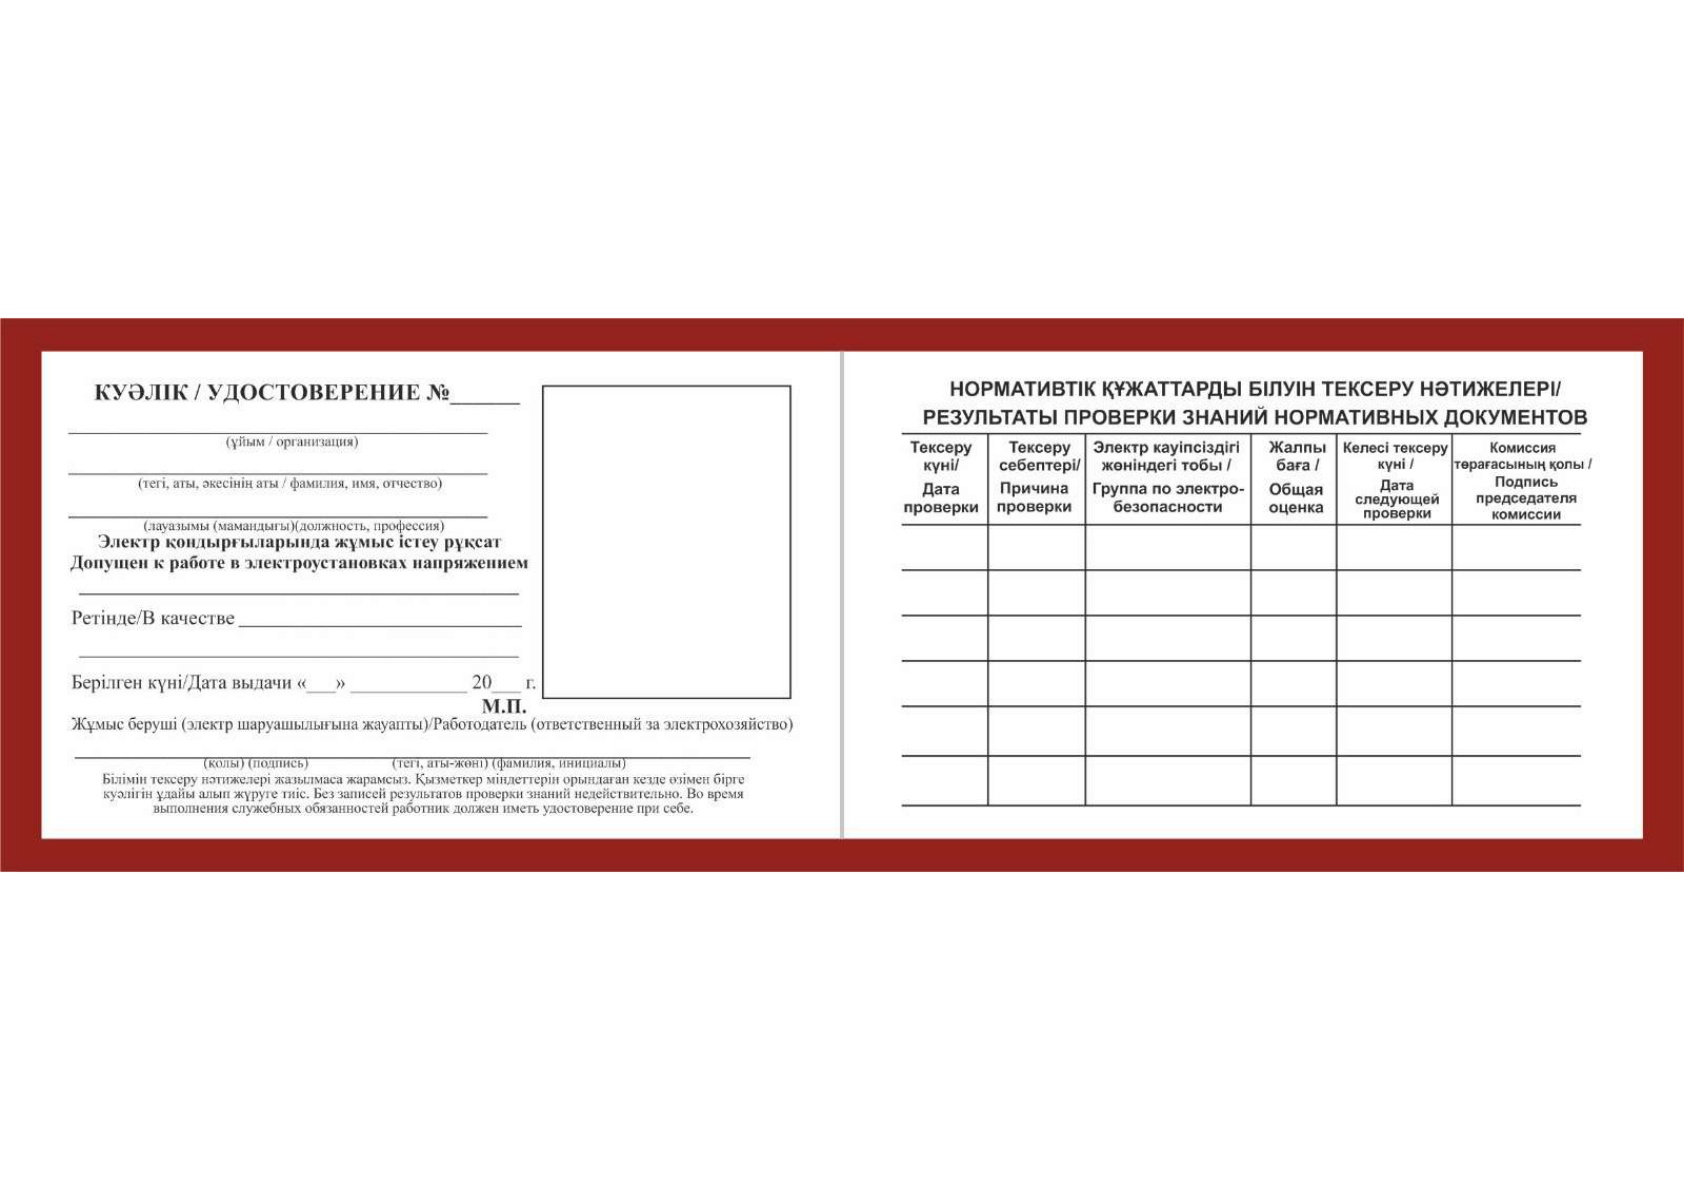 КУӘЛІК / УДОСТОВЕРЕНИЕ №______
(ұйым / организация)
(тегі, аты, әкесінің аты / фамилия, имя, отчество)
(лауазымы (мамандығы)(должность, профессия)
Электр қондырғыларында жұмыс істеу рұқсат
Допущен к работе в электроустановках напряжением
Ретінде/В качестве
Берілген күні/Дата выдачи «___» ____________ 20___ г.
М.П.
Жұмыс беруші (электр шаруашылығына жауапты)/Работодатель (ответственный за электрохозяйство)
(колы) (подпись) (тегі, аты-жөні) (фамилия, инициалы)
Білімін тексеру нәтижелері жазылмаса жарамсыз. Қызметкер міндеттерін орындаған кезде өзімен бірге
куәлігін ұдайы алып жүруге тиіс. Без записей результатов проверки знаний недействительно. Во время
выполнения служебных обязанностей работник должен иметь удостоверение при себе.
НОРМАТИВТІК ҚҰЖАТТАРДЫ БІЛУІН ТЕКСЕРУ НӘТИЖЕЛЕРІ/
РЕЗУЛЬТАТЫ ПРОВЕРКИ ЗНАНИЙ НОРМАТИВНЫХ ДОКУМЕНТОВ
Тексеру
күні/
Дата
проверки
Тексеру
себептері/
Причина
проверки
Электр кауіпсіздігі
жөніндегі тобы /
Группа по электро-
безопасности
Жалпы
баға /
Общая
оценка
Келесі тексеру
күні /
Дата
следующей
проверки
Комиссия
төрағасының қолы /
Подпись
председателя
комиссии